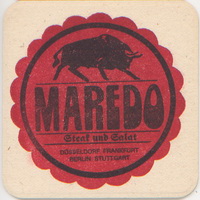 MAREDO
Steak und Salat
DÜSSELDORF FRANKFURT
BERLIN STUTTGART